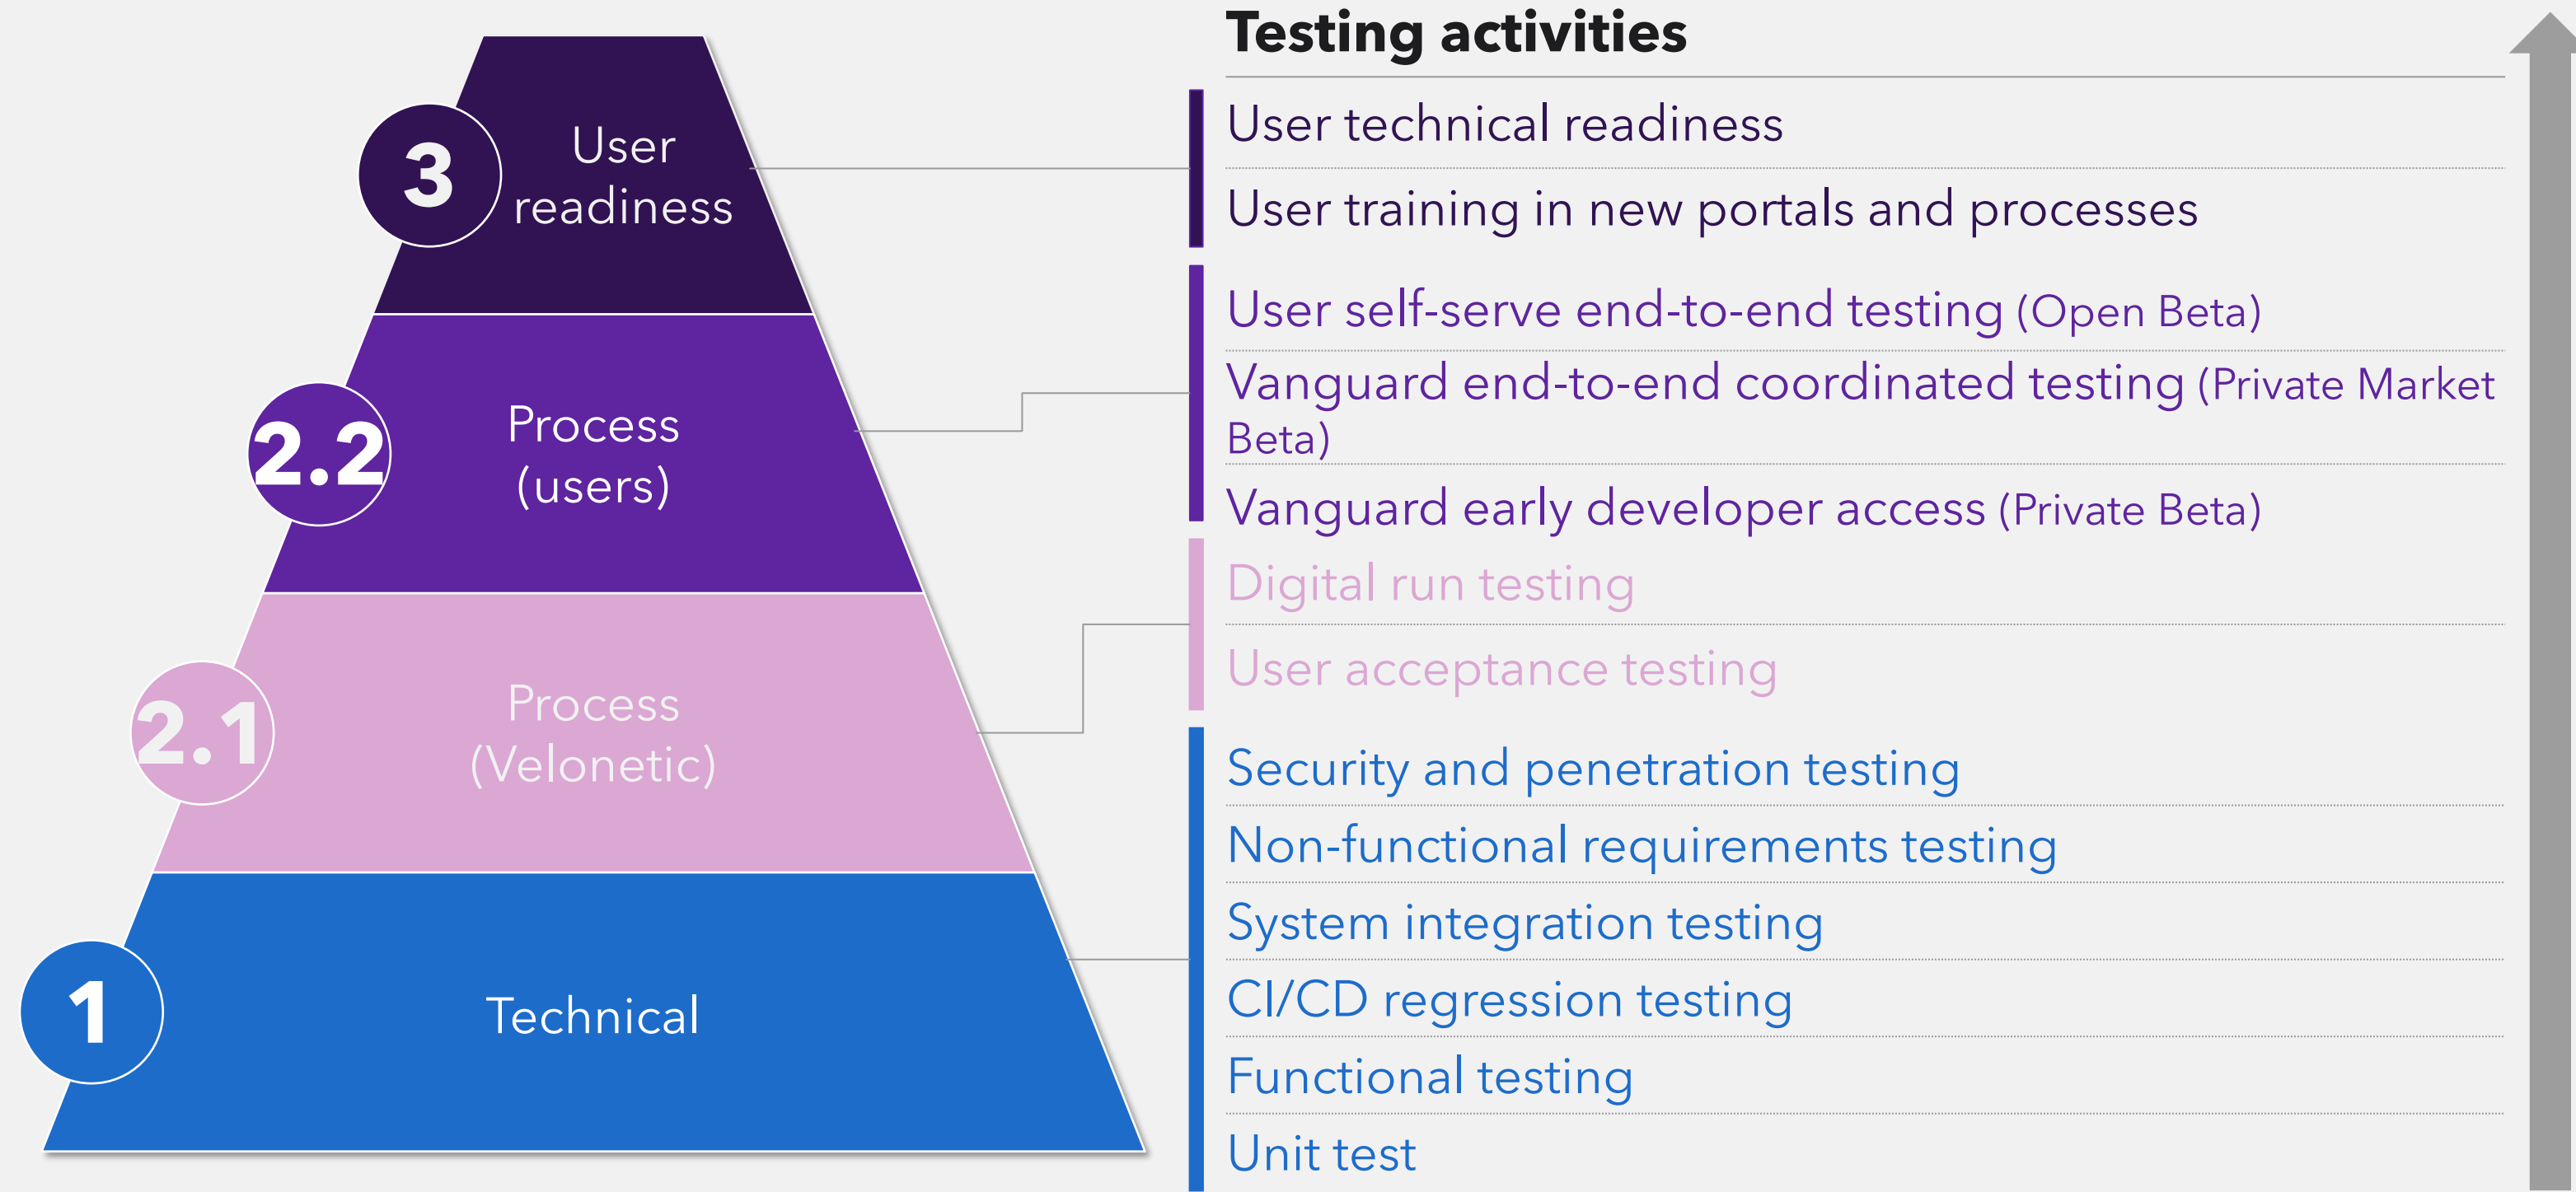 Testing activities
3
User
readiness
User technical readiness
User training in new portals and processes
2.2
Process
(users)
User self-serve end-to-end testing (Open Beta)
Vanguard end-to-end coordinated testing (Private Market
Beta)
Vanguard early developer access (Private Beta)
2.1
Process
(Velonetic)
Digital run testing
User acceptance testing
1
Technical
Security and penetration testing
Non-functional requirements testing
System integration testing
CI/CD regression testing
Functional testing
Unit test